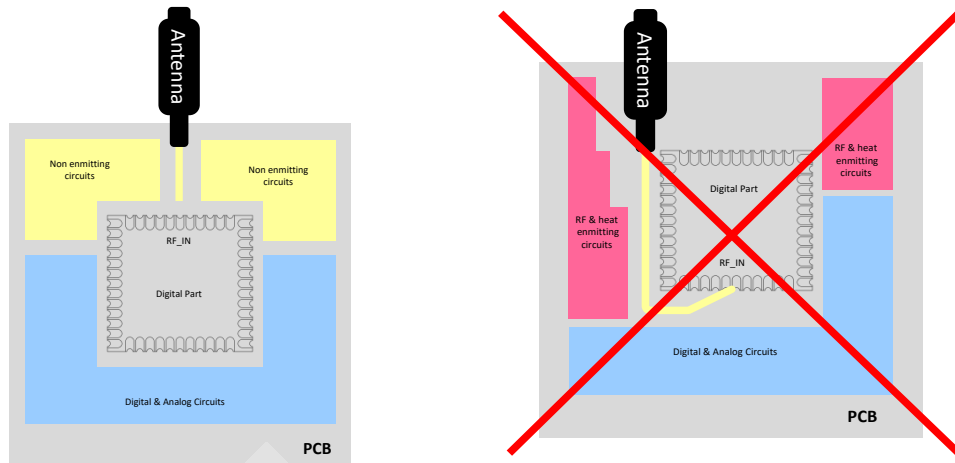 Antenna
Non enmitting
circuits
Non enmitting
circuits
RF_IN
Digital Part
Digital & Analog Circuits
PCB
Antenna
RF & heat
enmitting
circuits
Digital Part
RF & heat
enmitting
circuits
RF_IN
Digital & Analog Circuits
PCB